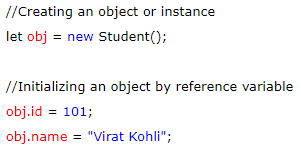 //Creating an object or instance
let obj = new Student();
//Initializing an object by reference variable
obj.id = 101;
obj.name = "Virat Kohli";